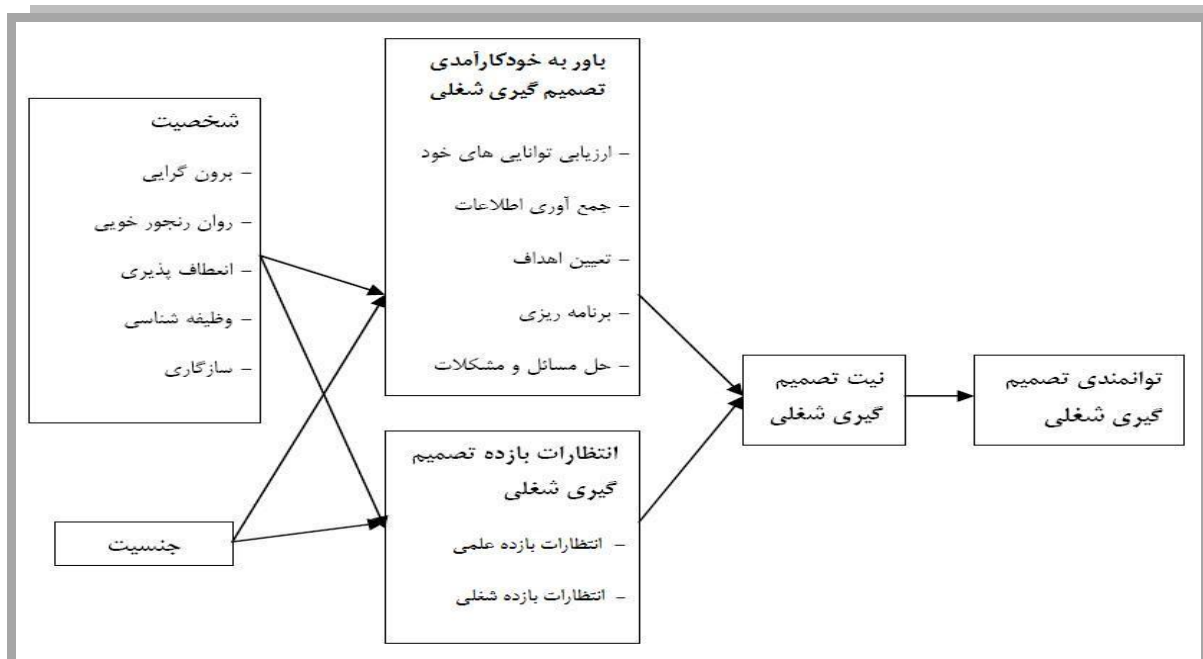 شخصیت
- برون گرایی
- روان رنجور خویی
- انعطاف پذیری
- وظیفه شناسی
- سازگاری
جنسیت
باور به خودکارآمدی
تصمیم گیری شغلی
- ارزیابی توانایی های خود
- جمع آوری اطلاعات
- تعیین اهداف
- برنامه ریزی
- حل مسائل و مشکلات
انتظارات بازده تصمیم
گیری شغلی
- انتظارات بازده علمی
- انتظارات بازده شغلی
نیت تصمیم
گیری شغلی
توانمندی تصمیم
گیری شغلی